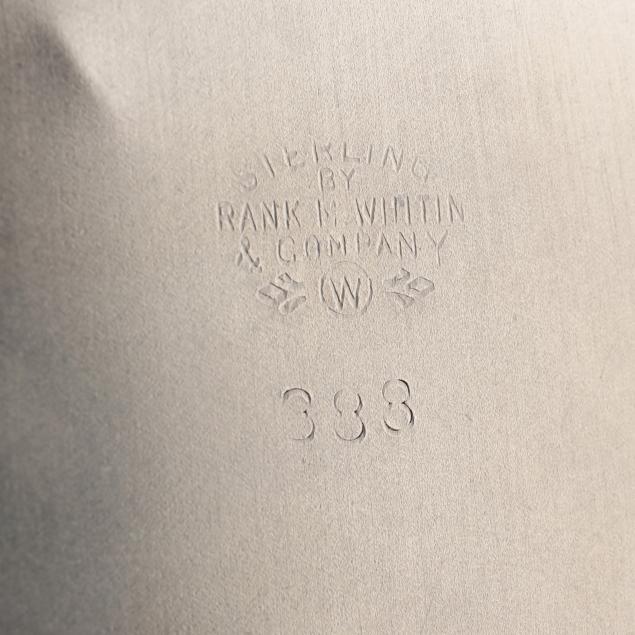 STERLING
BY
RANK M. WHITIN
& COMPANY
W
388